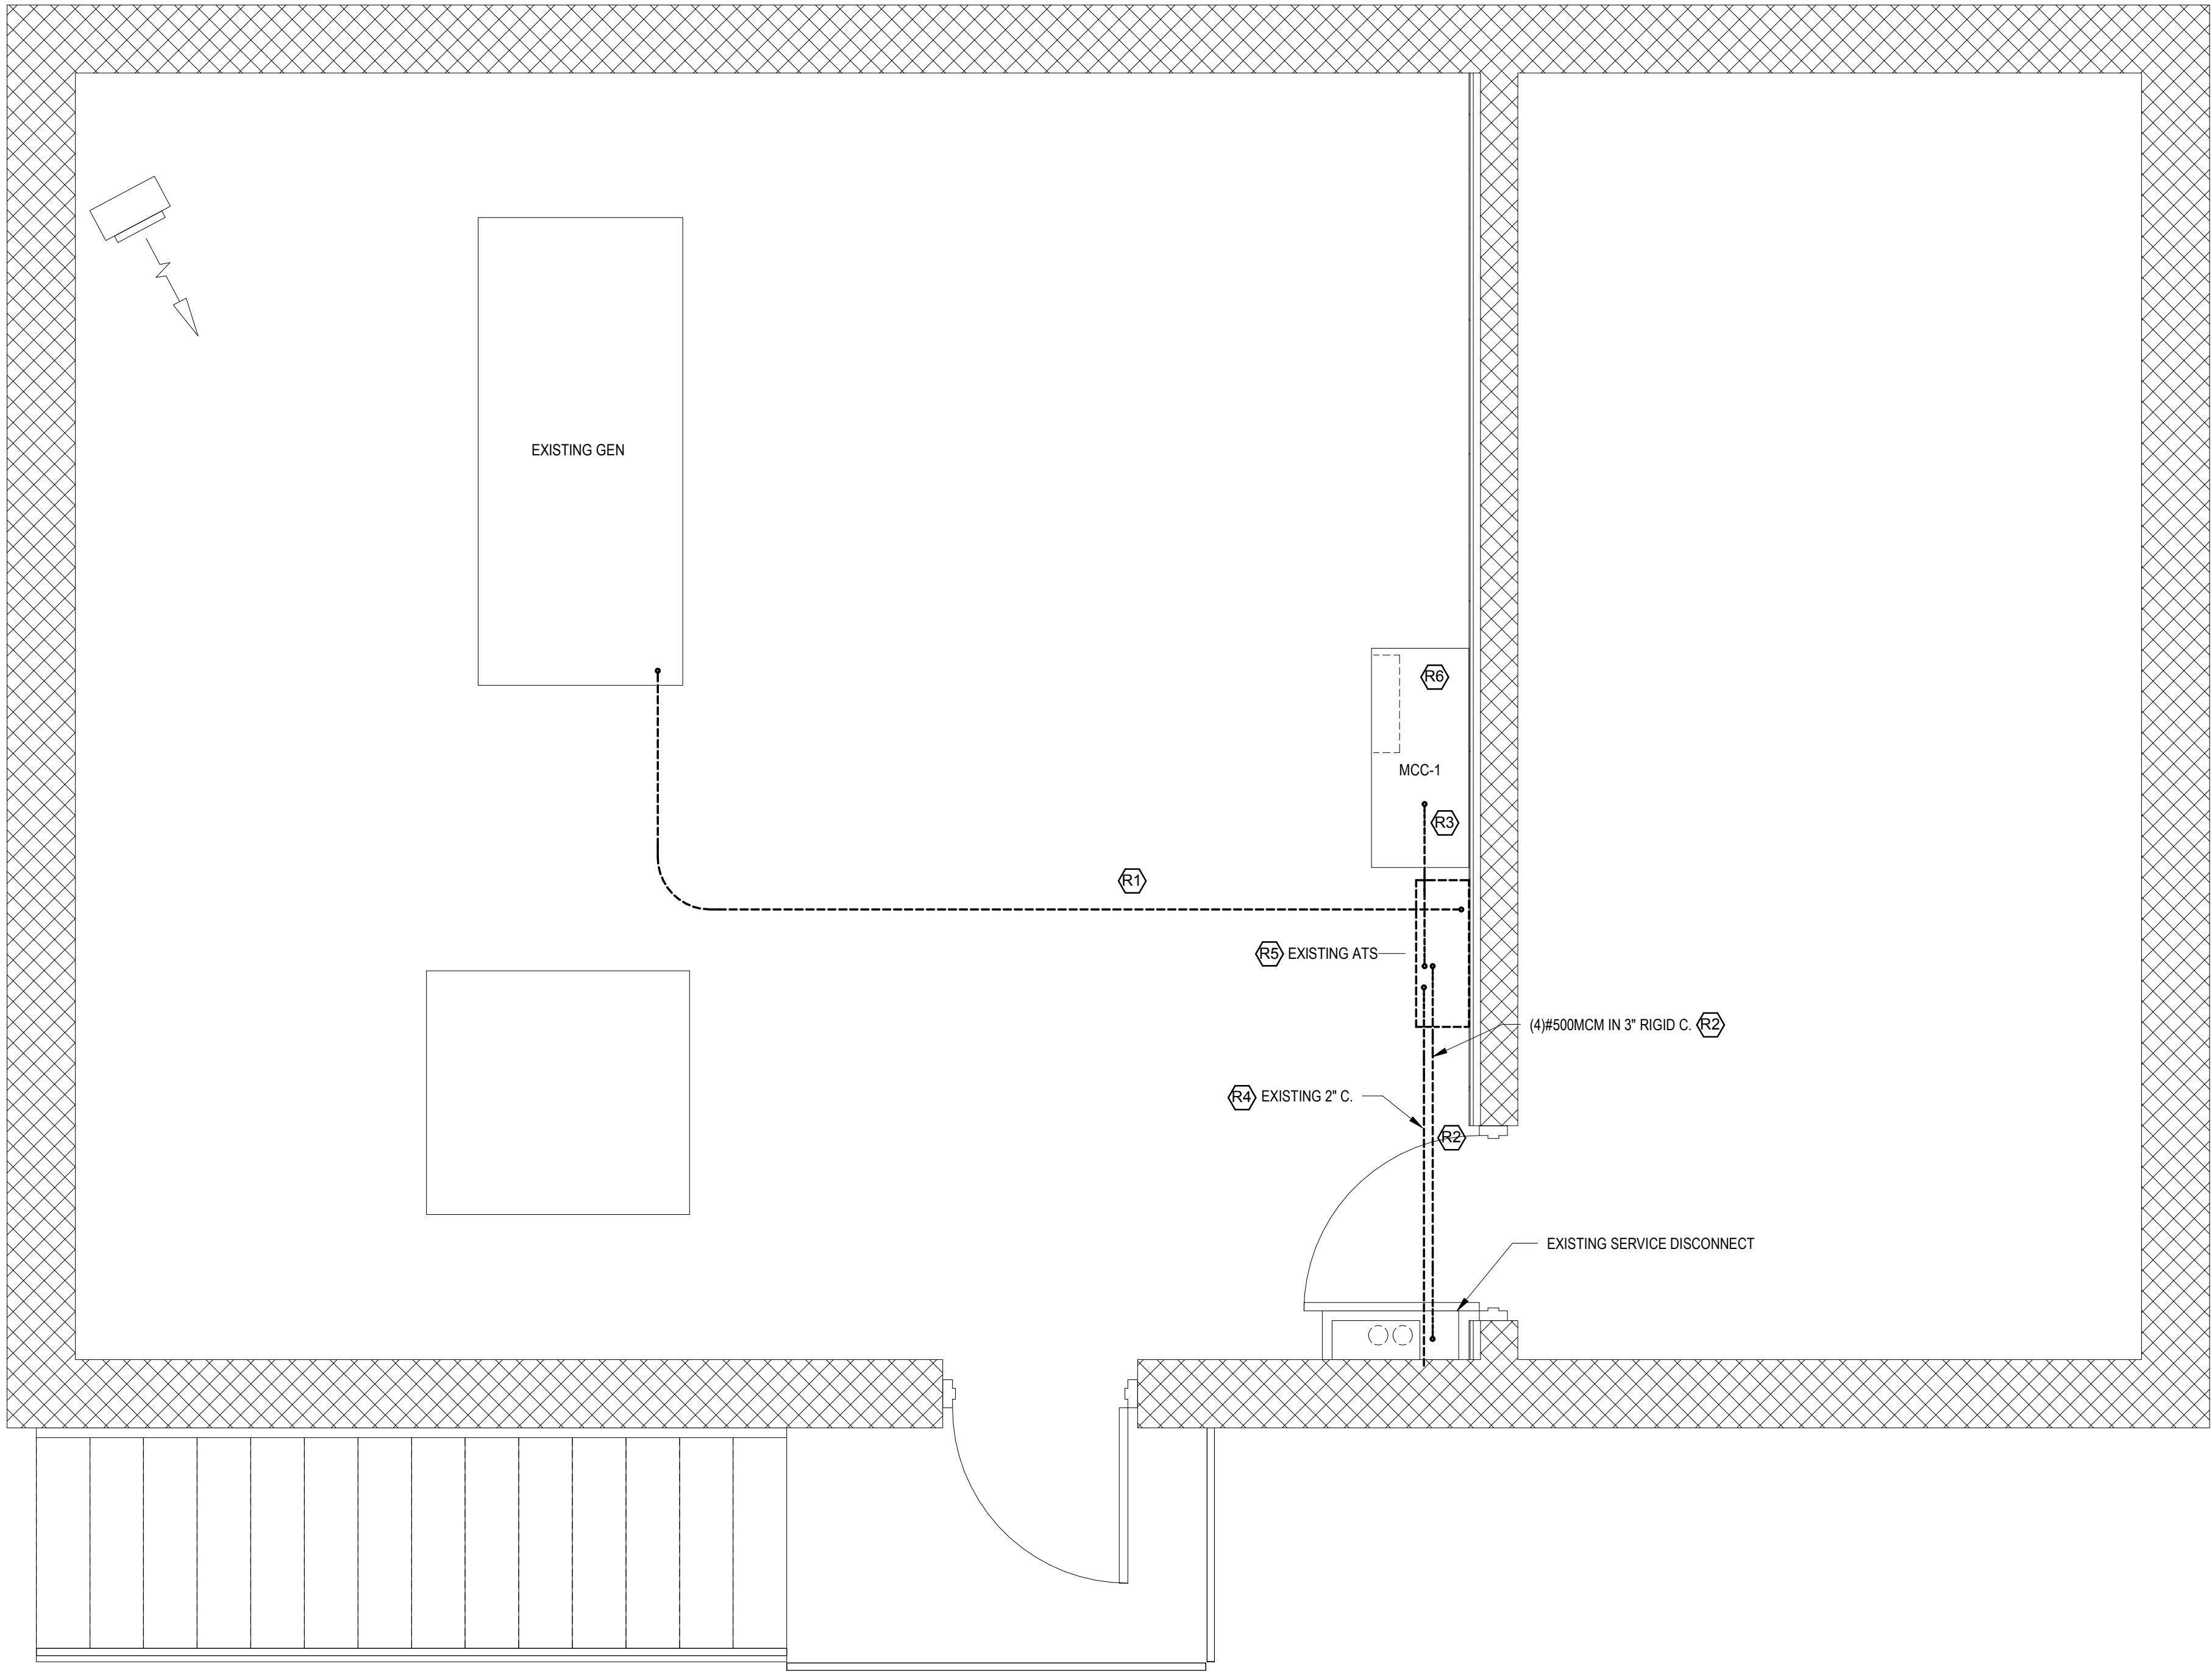 EXISTING GEN
R6
MCC-1
R3
R1
R5 EXISTING ATS
(4)#500MCM IN 3" RIGID C. R2
R4 EXISTING 2" C.
R2
EXISTING SERVICE DISCONNECT